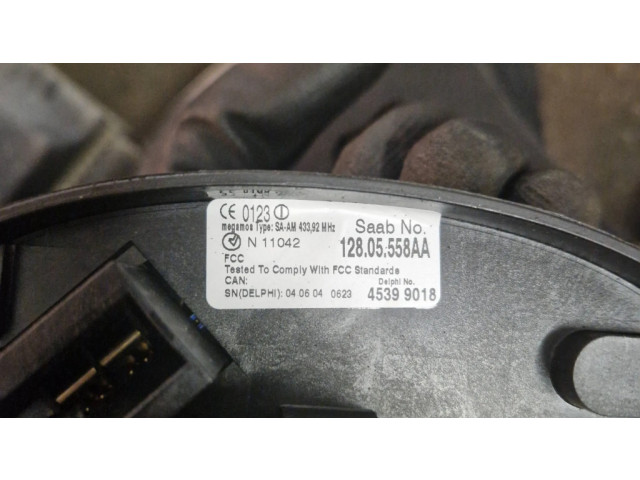 CE 0123
Saab No.
megamos Type: SA-AM 433,92 MHz
N 11042
128.05.558AA
FCC
Tested To Comply With FCC Standards
CAN:
Delphi No.
SN(DELPHI): 04 06 04 0623
4539 9018